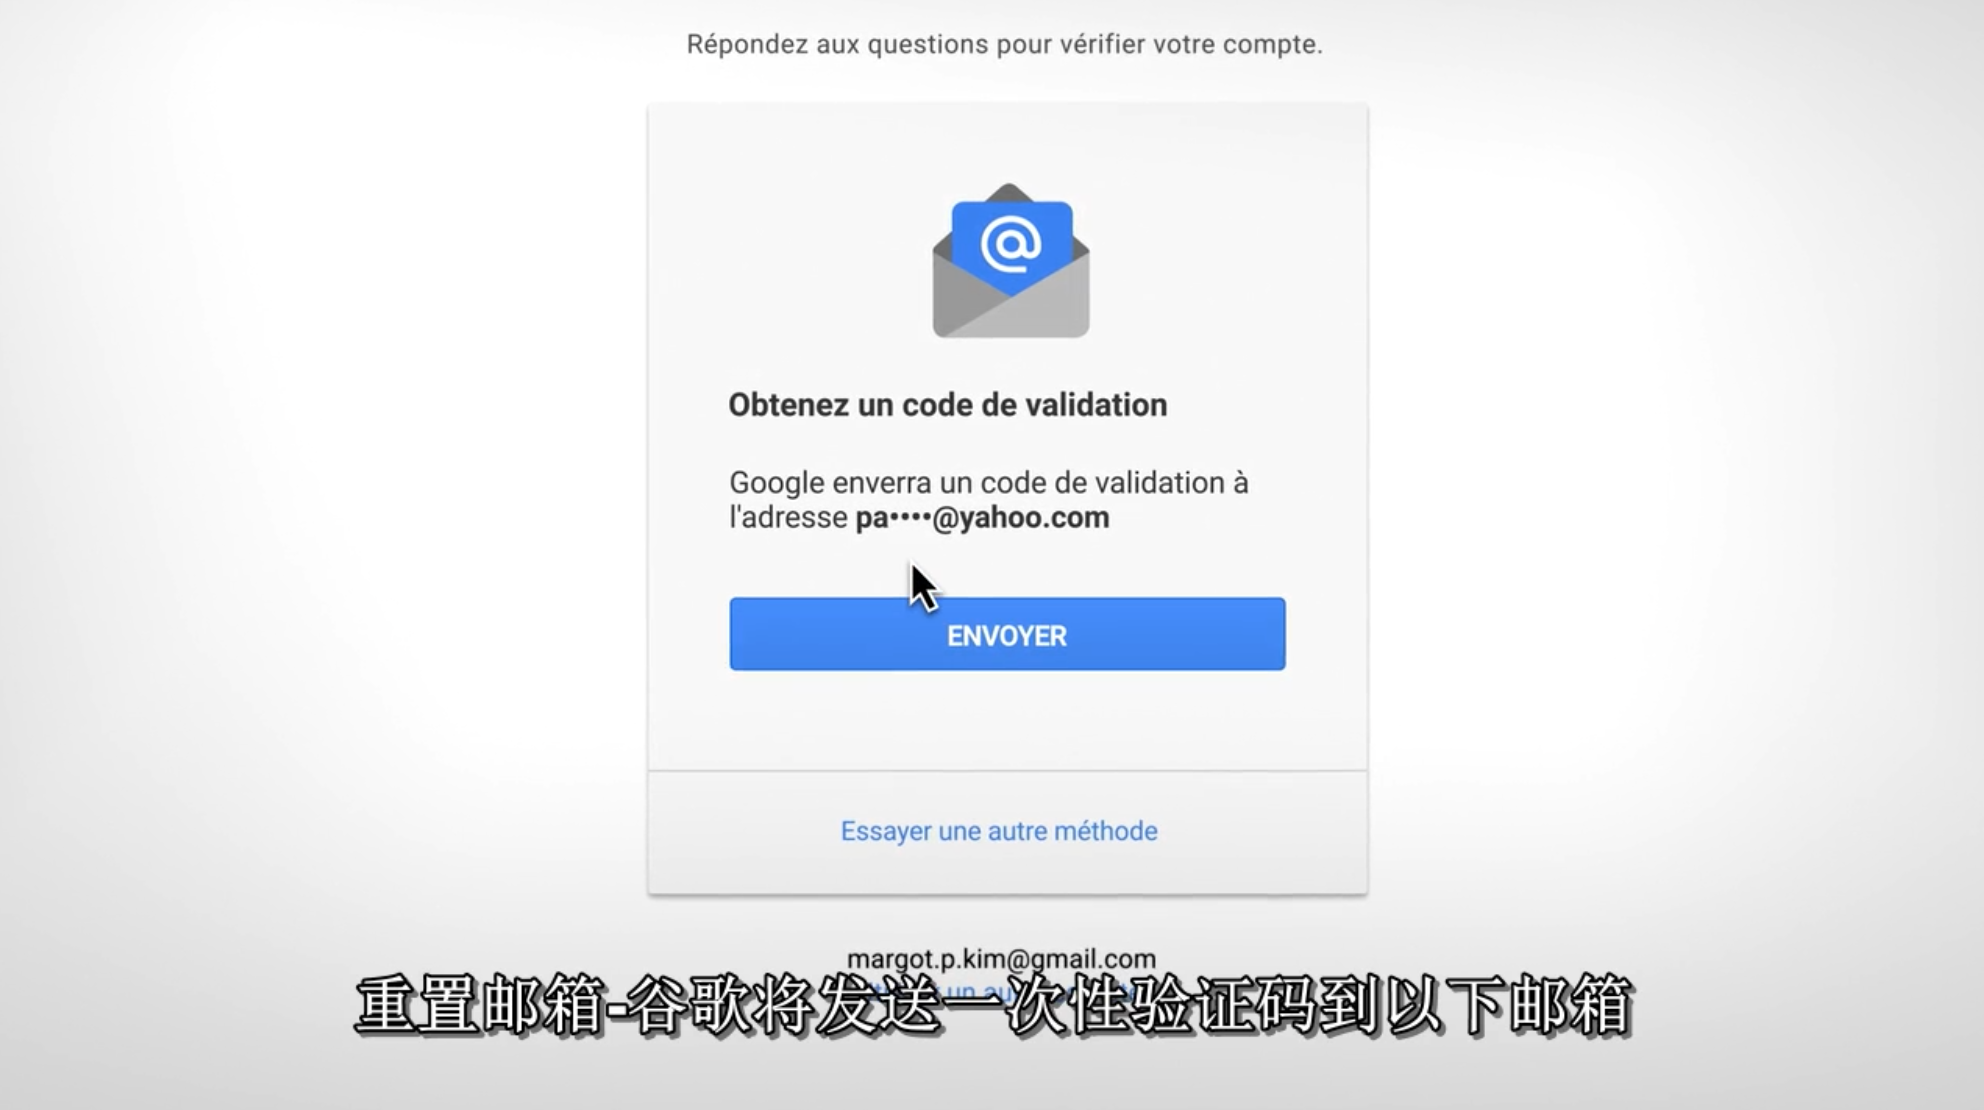 Répondez aux questions pour vérifier votre compte.
@
Obtenez un code de validation
Google enverra un code de validation à
l'adresse pa••••@yahoo.com
ENVOYER
Essayer une autre méthode
margot.p.kim@gmail.com
重置邮箱-谷歌将发送一次性验证码到以下邮箱